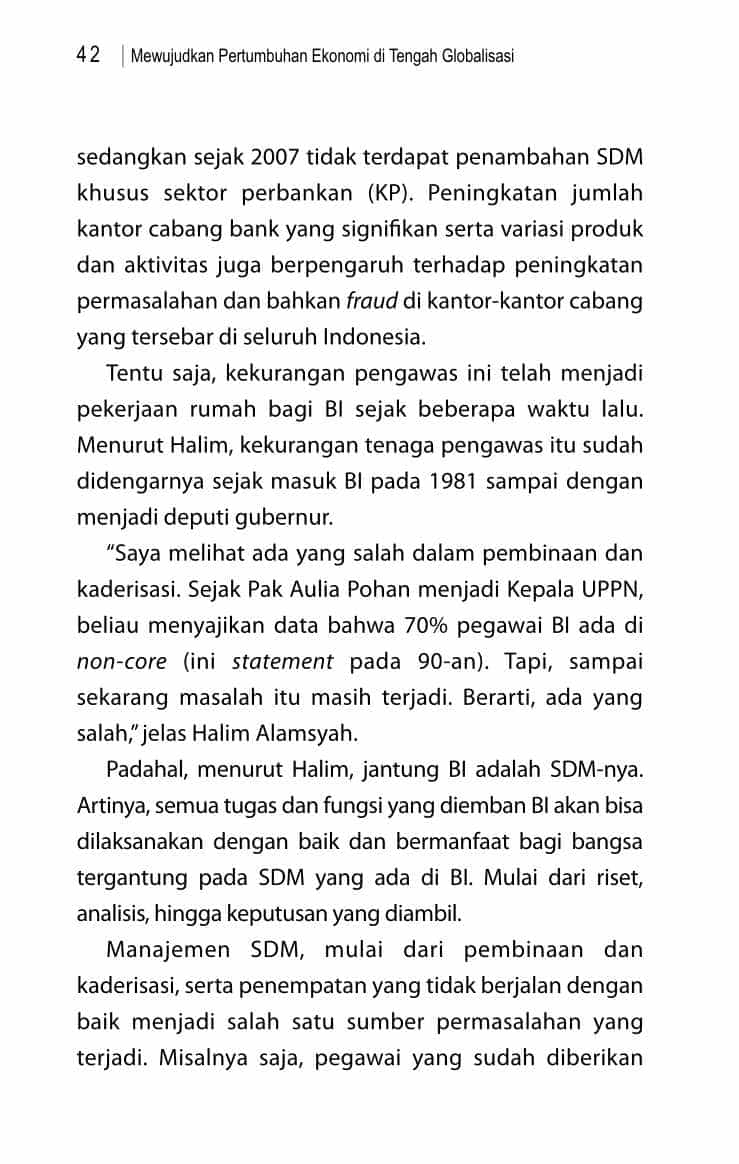 42 | Mewujudkan Pertumbuhan Ekonomi di Tengah Globalisasi
sedangkan sejak 2007 tidak terdapat penambahan SDM
khusus sektor perbankan (KP). Peningkatan jumlah
kantor cabang bank yang signifikan serta variasi produk
dan aktivitas juga berpengaruh terhadap peningkatan
permasalahan dan bahkan fraud di kantor-kantor cabang
yang tersebar di seluruh Indonesia.
Tentu saja, kekurangan pengawas ini telah menjadi
pekerjaan rumah bagi BI sejak beberapa waktu lalu.
Menurut Halim, kekurangan tenaga pengawas itu sudah
didengarnya sejak masuk BI pada 1981 sampai dengan
menjadi deputi gubernur.
“Saya melihat ada yang salah dalam pembinaan dan
kaderisasi. Sejak Pak Aulia Pohan menjadi Kepala UPPN,
beliau menyajikan data bahwa 70% pegawai BI ada di
non-core (ini statement pada 90-an). Tapi, sampai
sekarang masalah itu masih terjadi. Berarti, ada yang
salah,” jelas Halim Alamsyah.
Padahal, menurut Halim, jantung BI adalah SDM-nya.
Artinya, semua tugas dan fungsi yang diemban BI akan bisa
dilaksanakan dengan baik dan bermanfaat bagi bangsa
tergantung pada SDM yang ada di BI. Mulai dari riset,
analisis, hingga keputusan yang diambil.
Manajemen SDM, mulai dari pembinaan dan
kaderisasi, serta penempatan yang tidak berjalan dengan
baik menjadi salah satu sumber permasalahan yang
terjadi. Misalnya saja, pegawai yang sudah diberikan